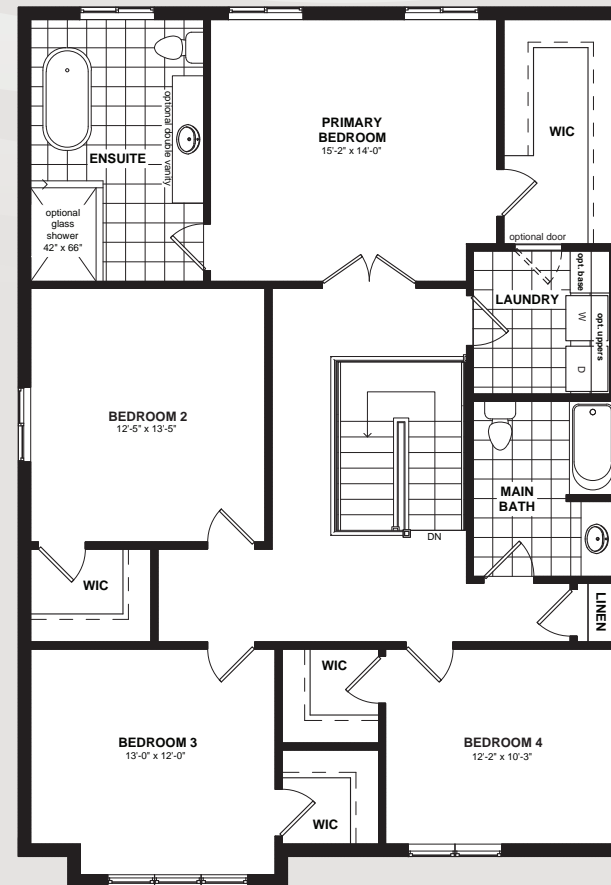 optional double vanity
ENSUITE
optional
glass
shower
42" x 66"
PRIMARY
BEDROOM
15'-2" x 14'-0"
WIC
optional door
LAUNDRY
opt. base
opt. uppers
W
D
BEDROOM 2
12'-5" x 13'-5"
WIC
DN
MAIN
BATH
LINEN
BEDROOM 3
13'-0" x 12'-0"
WIC
WIC
BEDROOM 4
12'-2" x 10'-3"